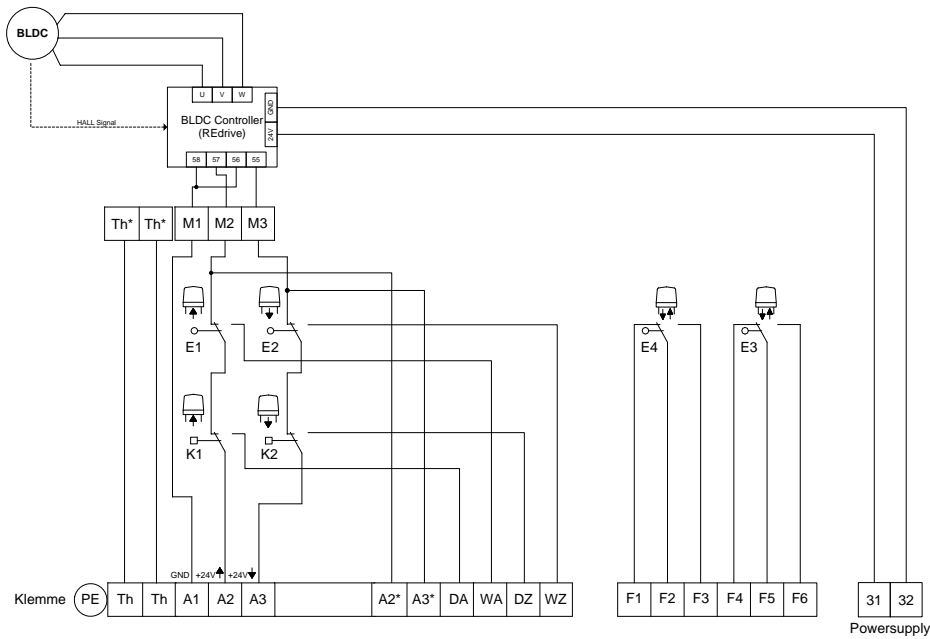 BLDC
U V W
GND
HALL Signal
BLDC Controller
(REdrive)
24V
58 57 56 55
Th* Th* M1 M2 M3
E1 E2 E4 E3
K1 K2
GND +24V +24V
Klemme PE Th Th A1 A2 A3 A2* A3* DA WA DZ WZ F1 F2 F3 F4 F5 F6 31 32
Powersupply